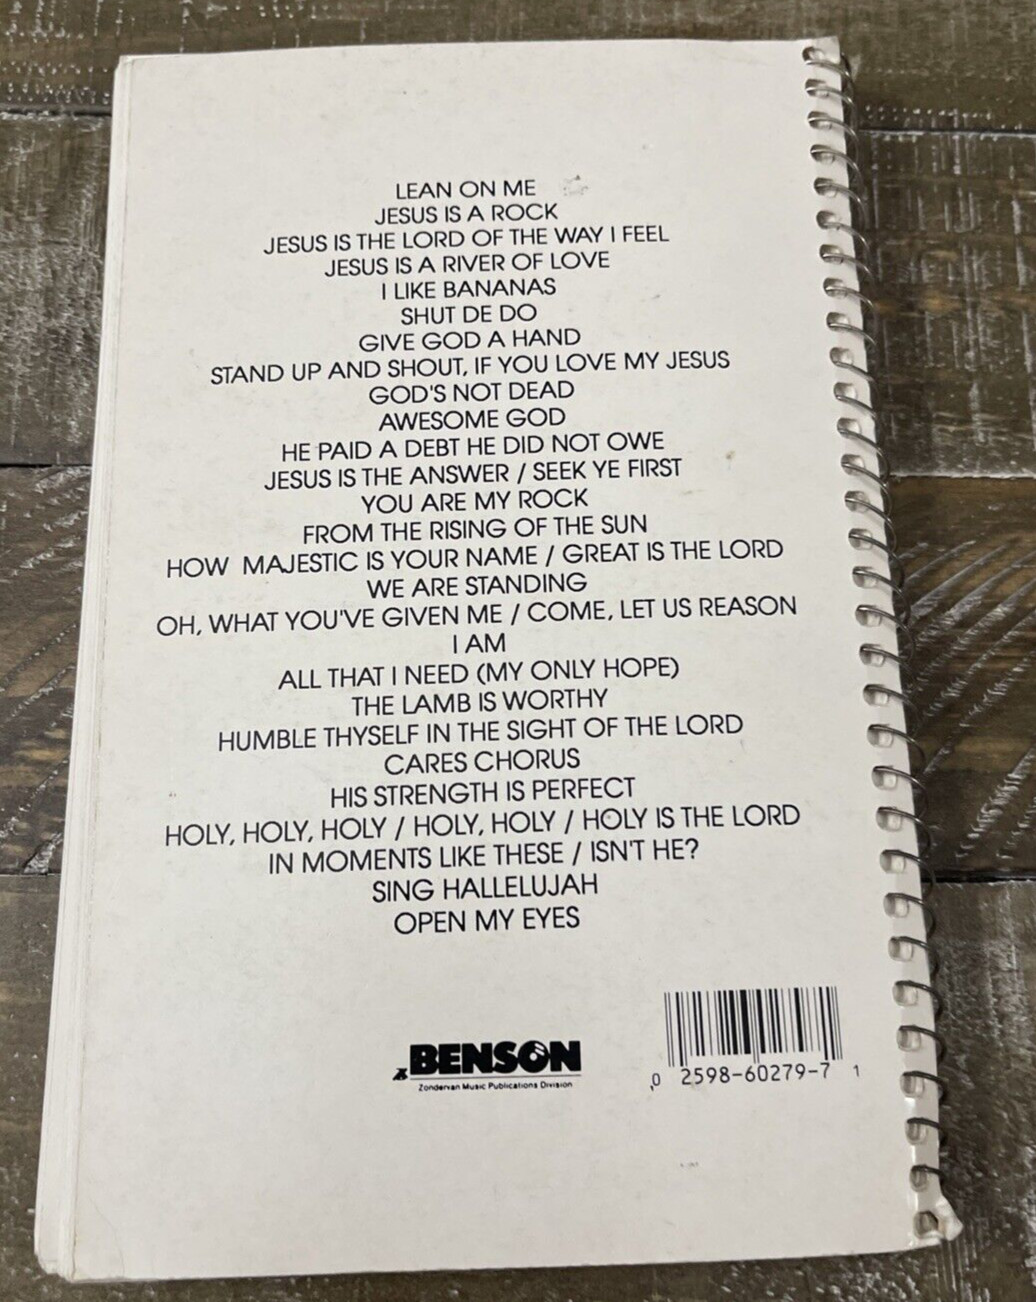 LEAN ON ME
JESUS IS A ROCK
JESUS IS THE LORD OF THE WAY I FEEL
JESUS IS A RIVER OF LOVE
I LIKE BANANAS
SHUT DE DO
GIVE GOD A HAND
STAND UP AND SHOUT, IF YOU LOVE MY JESUS
GOD'S NOT DEAD
AWESOME GOD
HE PAID A DEBT HE DID NOT OWE
JESUS IS THE ANSWER / SEEK YE FIRST
YOU ARE MY ROCK
FROM THE RISING OF THE SUN
HOW MAJESTIC IS YOUR NAME / GREAT IS THE LORD
WE ARE STANDING
OH, WHAT YOU'VE GIVEN ME / COME, LET US REASON
I AM
ALL THAT I NEED (MY ONLY HOPE)
THE LAMB IS WORTHY
HUMBLE THYSELF IN THE SIGHT OF THE LORD
CARES CHORUS
HIS STRENGTH IS PERFECT
HOLY, HOLY, HOLY / HOLY, HOLY / HOLY IS THE LORD
IN MOMENTS LIKE THESE / ISN'T HE?
SING HALLELUJAH
OPEN MY EYES
BENSON
Zondervan Music Publications Division
0 2598-60279-7 1